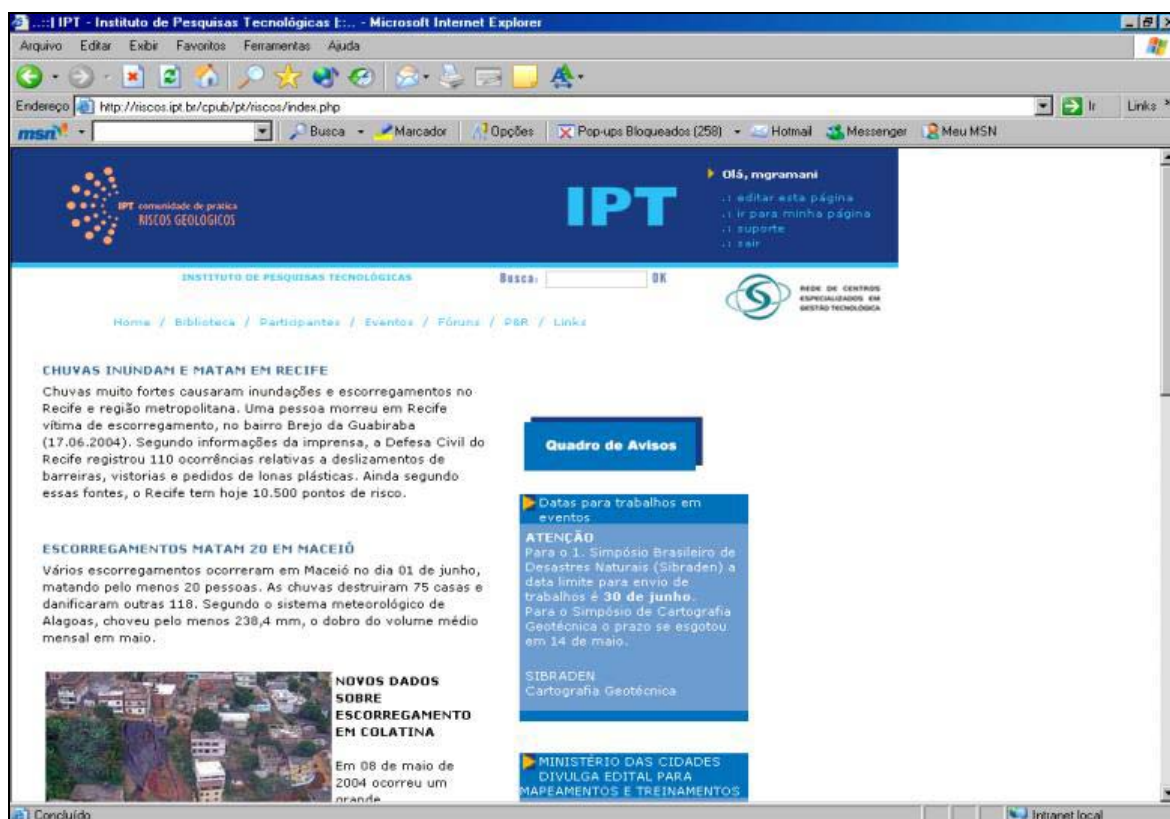 ..::| IPT - Instituto de Pesquisas Tecnológicas |::.. - Microsoft Internet Explorer
Arquivo Editar Exibir Favoritos Ferramentas Ajuda
Endereço http://riscos.ipt.br/cpub/pt/riscos/index.php Ir Links
msn Busca Marcador Opções Pop-ups Bloqueados (258) Hotmail Messenger Meu MSN
IPT comunidade de pratica
RISCOS GEOLÓGICOS
IPT
Olá, mgramani
.: editar esta página
.: ir para minha página
.: suporte
.: sair
INSTITUTO DE PESQUISAS TECNOLÓGICAS
Busca: OK
REDE DE CENTROS
ESPECIALIZADOS EM
GESTÃO TECNOLÓGICA
Home / Biblioteca / Participantes / Eventos / Fóruns / P&R / Links
CHUVAS INUNDAM E MATAM EM RECIFE
Chuvas muito fortes causaram inundações e escorregamentos no
Recife e região metropolitana. Uma pessoa morreu em Recife
vítima de escorregamento, no bairro Brejo da Guabiraba
(17.06.2004). Segundo informações da imprensa, a Defesa Civil do
Recife registrou 110 ocorrências relativas a deslizamentos de
barreiras, vistorias e pedidos de lonas plásticas. Ainda segundo
essas fontes, o Recife tem hoje 10.500 pontos de risco.
ESCORREGAMENTOS MATAM 20 EM MACEIÓ
Vários escorregamentos ocorreram em Maceió no dia 01 de junho,
matando pelo menos 20 pessoas. As chuvas destruiram 75 casas e
danificaram outras 118. Segundo o sistema meteorológico de
Alagoas, choveu pelo menos 238,4 mm, o dobro do volume médio
mensal em maio.
NOVOS DADOS
SOBRE
ESCORREGAMENTO
EM COLATINA
Em 08 de maio de
2004 ocorreu um
grande
Quadro de Avisos
Datas para trabalhos em
eventos
ATENÇÃO
Para o 1. Simpósio Brasileiro de
Desastres Naturais (Sibraden) a
data limite para envio de
trabalhos é 30 de junho.
Para o Simpósio de Cartografia
Geotécnica o prazo se esgotou
em 14 de maio.
SIBRADEN
Cartografia Geotécnica
MINISTÉRIO DAS CIDADES
DIVULGA EDITAL PARA
MAPEAMENTOS E TREINAMENTOS
Concluído
Intranet local